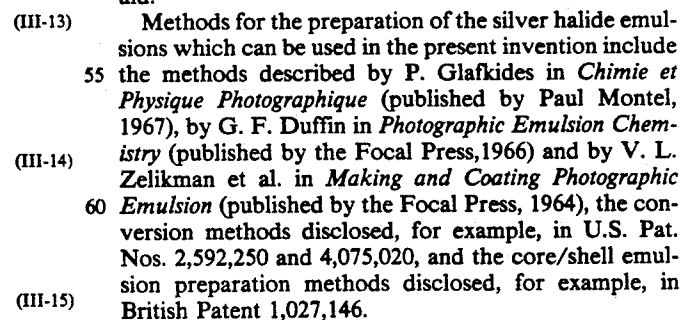 (III-13) Methods for the preparation of the silver halide emul-
sions which can be used in the present invention include
55 the methods described by P. Glafkides in Chimie et
Physique Photographique (published by Paul Montel,
1967), by G. F. Duffin in Photographic Emulsion Chem-
(III-14) istry (published by the Focal Press,1966) and by V. L.
Zelikman et al. in Making and Coating Photographic
60 Emulsion (published by the Focal Press, 1964), the con-
version methods disclosed, for example, in U.S. Pat.
Nos. 2,592,250 and 4,075,020, and the core/shell emul-
sion preparation methods disclosed, for example, in
(III-15) British Patent 1,027,146.